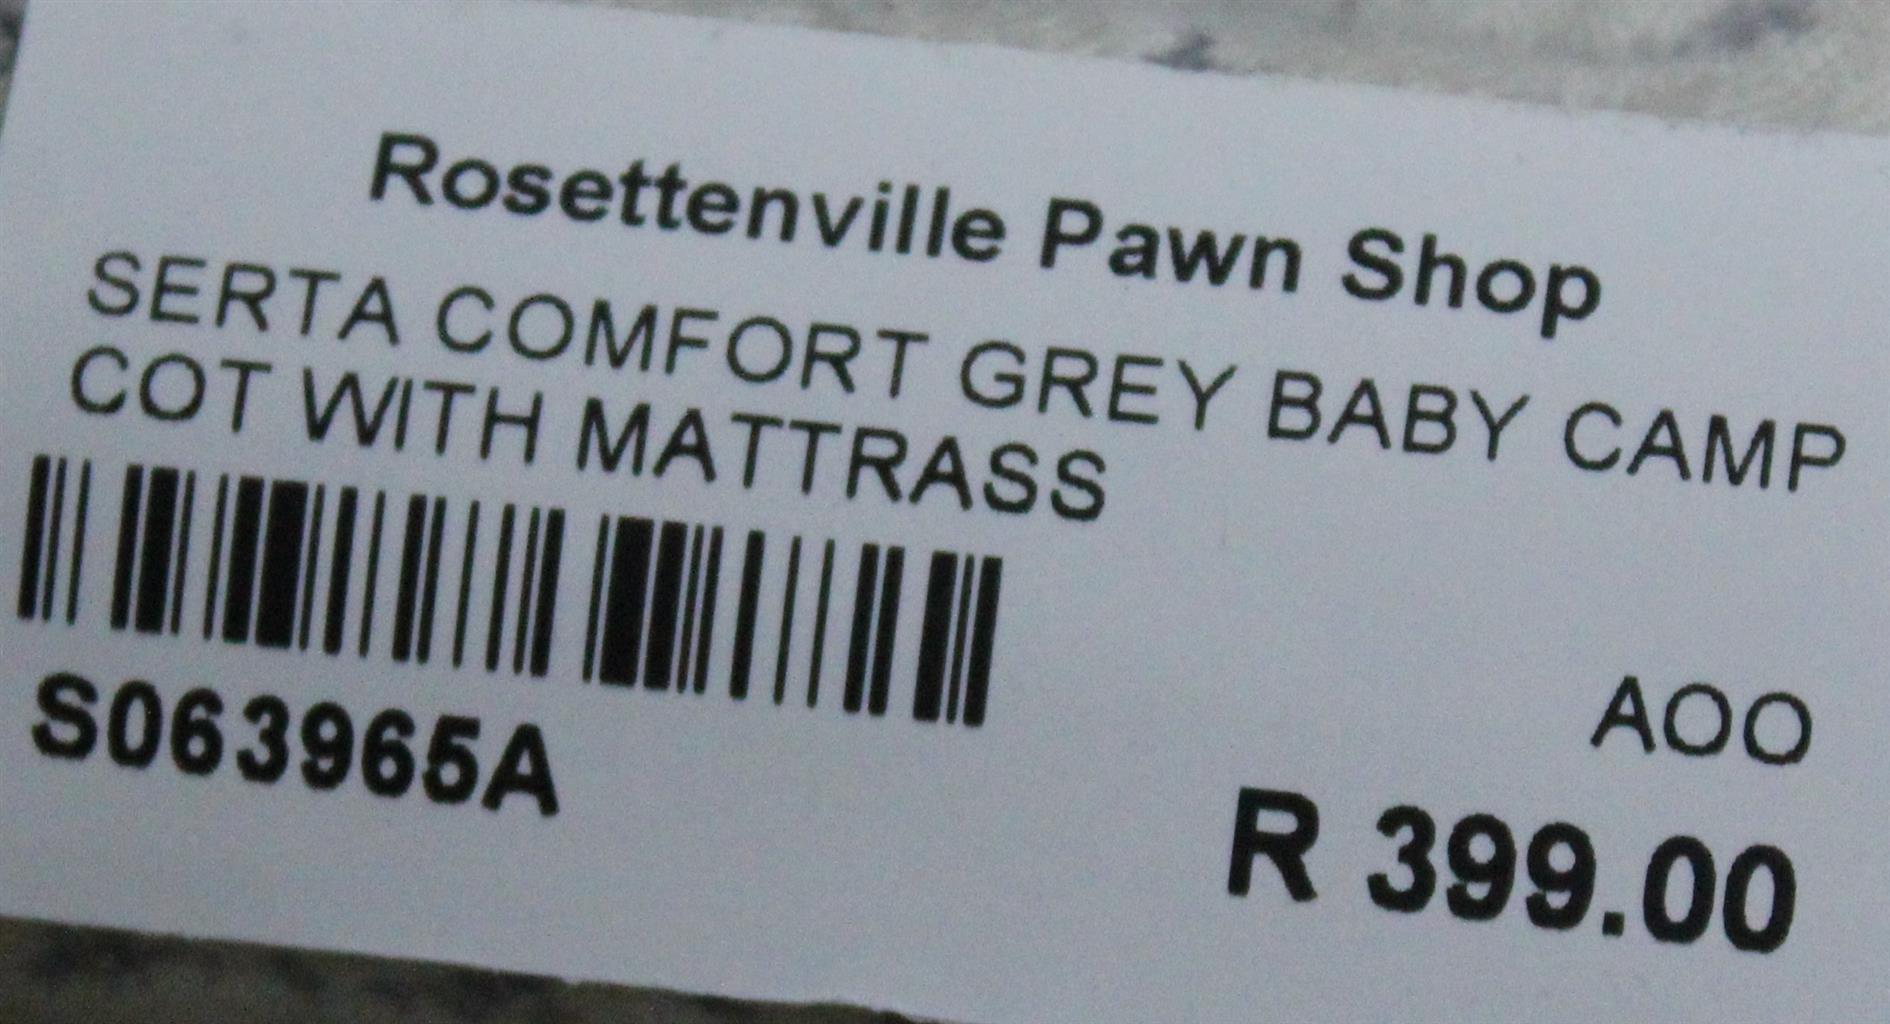 Rosettenville Pawn Shop
SERTA COMFORT GREY BABY CAMP
COT WITH MATTRASS
S063965A
AOO
R 399.00